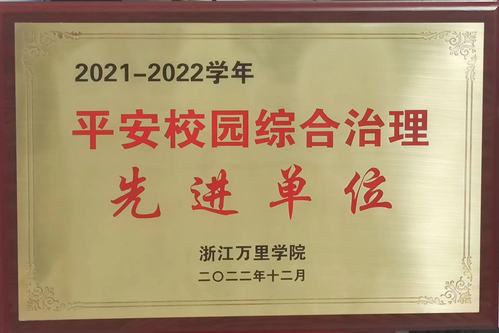 2021-2022学年
平安校园综合治理
先进单位
浙江万里学院
二〇二二年十二月